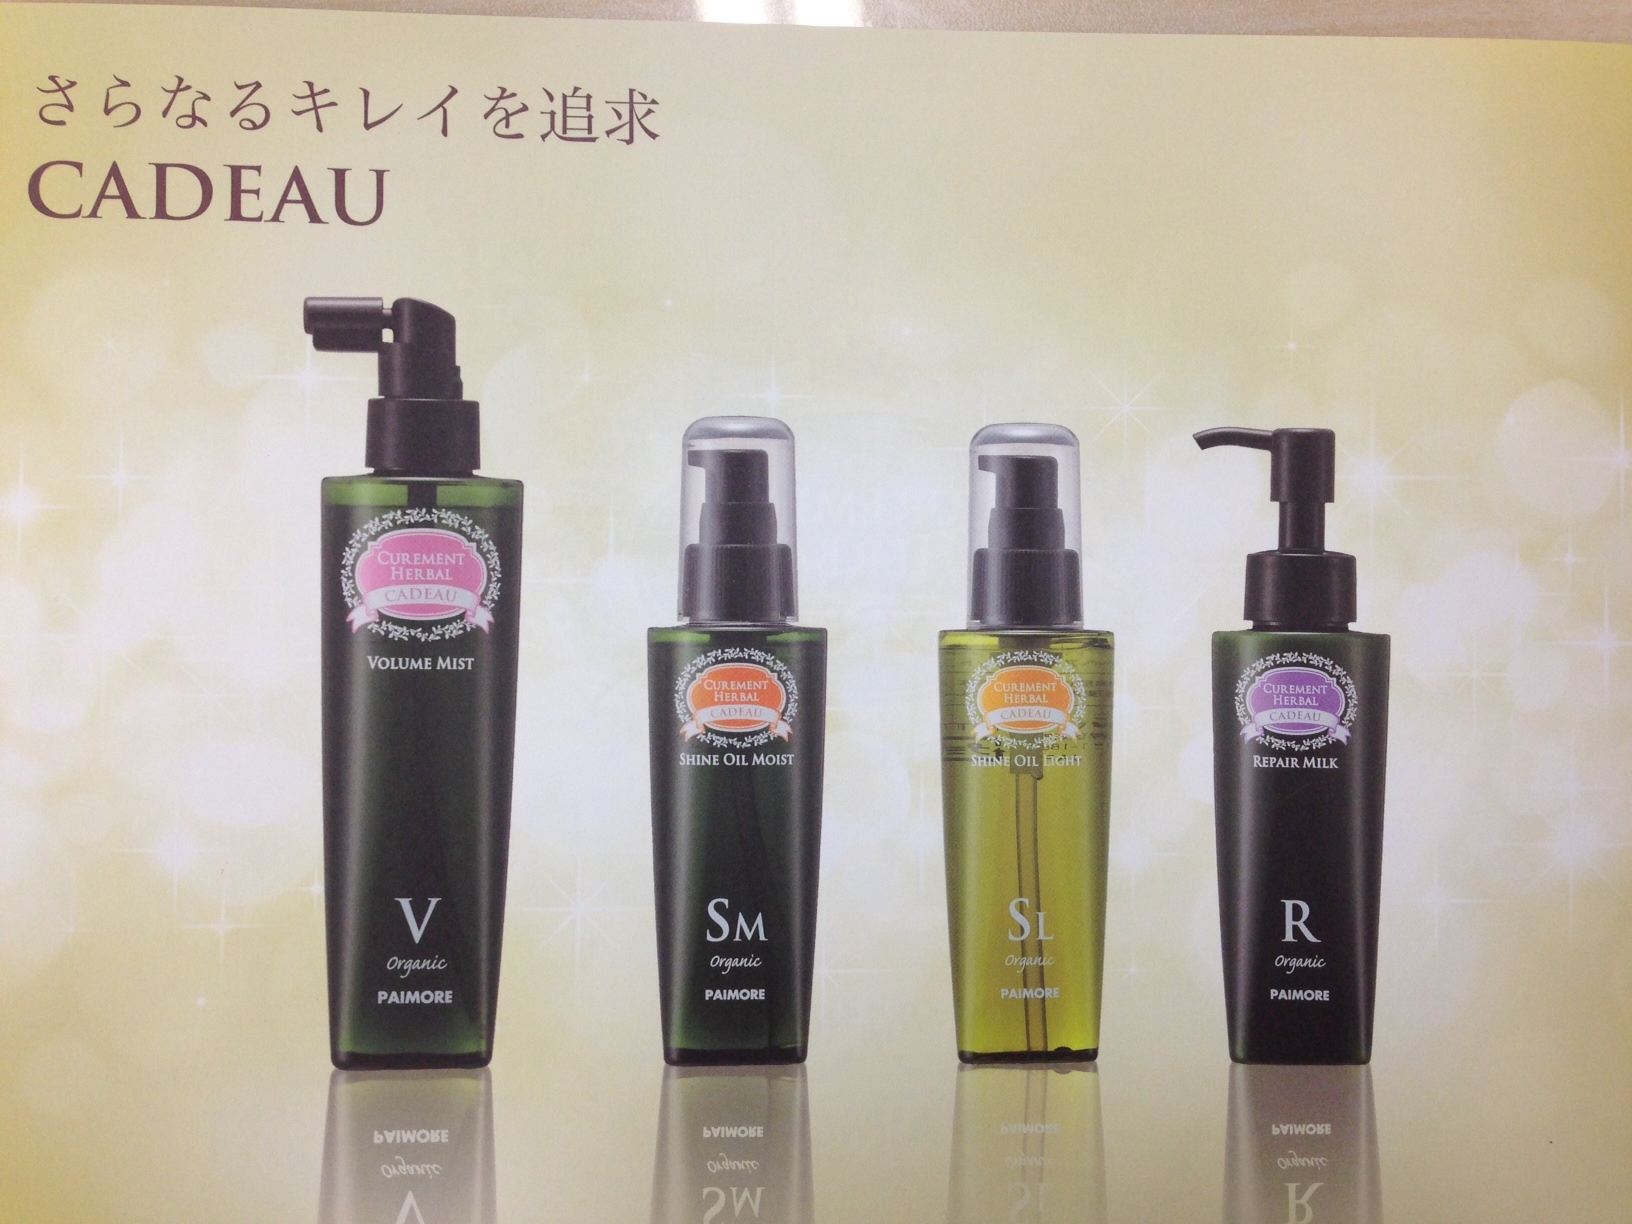 さらなるキレイを追求
CADEAU
CUREMENT
HERBAL
CADEAU
VOLUME MIST
V
Organic
PAIMORE
CUREMENT
HERBAL
CADEAU
SHINE OIL MOIST
SM
Organic
PAIMORE
CUREMENT
HERBAL
CADEAU
SHINE OIL LIGHT
SL
Organic
PAIMORE
CUREMENT
HERBAL
CADEAU
REPAIR MILK
R
Organic
PAIMORE